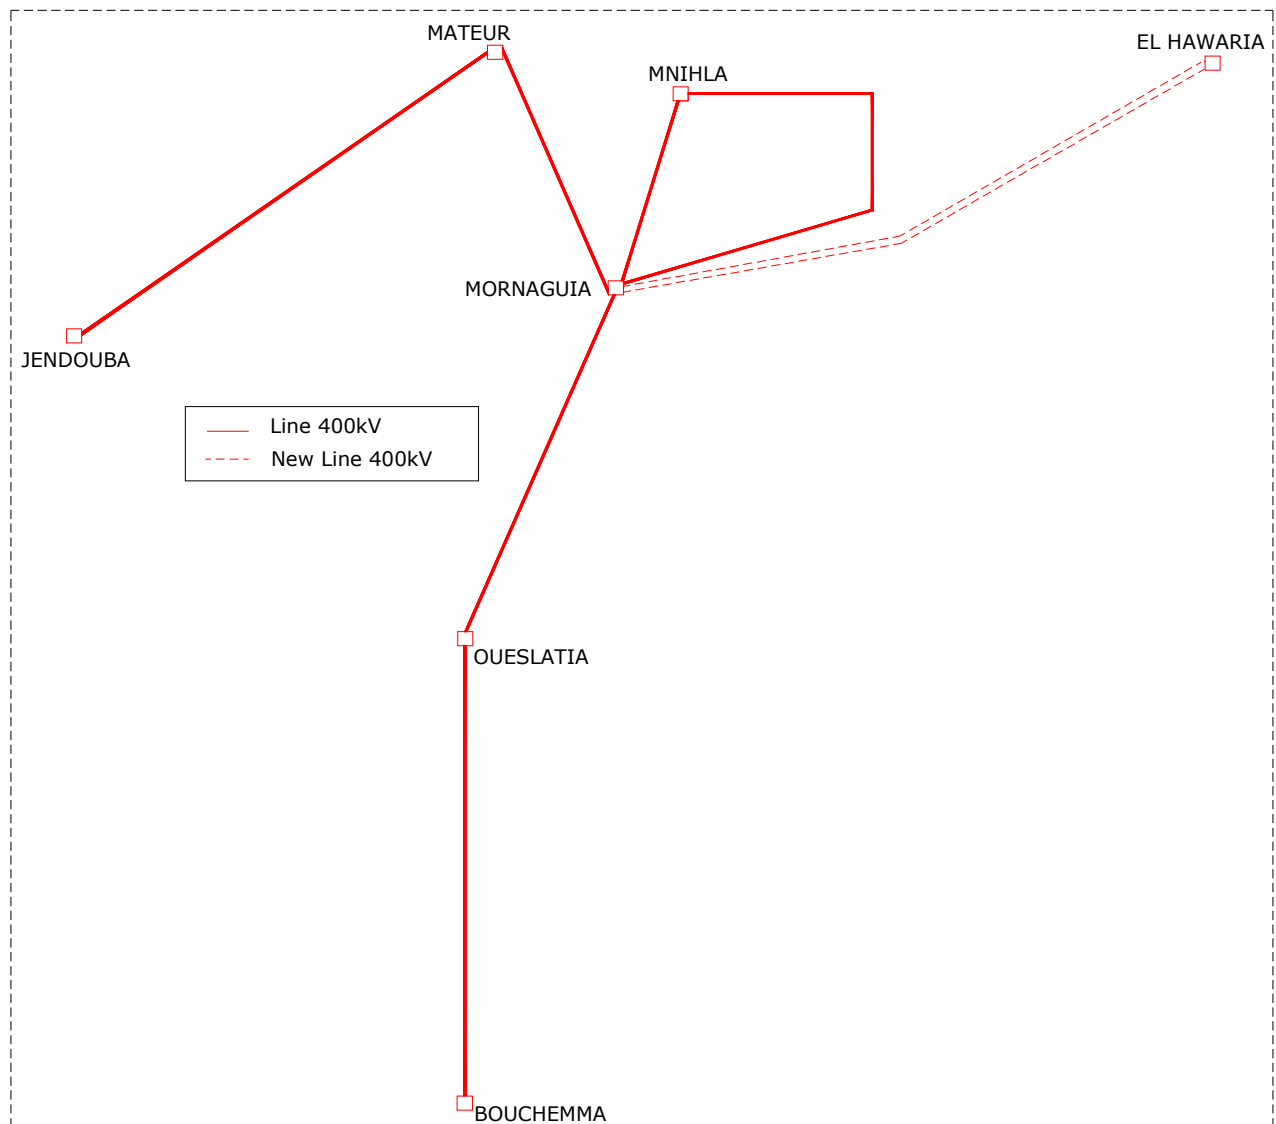 MATEUR
EL HAWARIA
MNIHLA
MORNAGUIA
JENDOUBA
Line 400kV
New Line 400kV
OUESLATIA
BOUCHEMMA